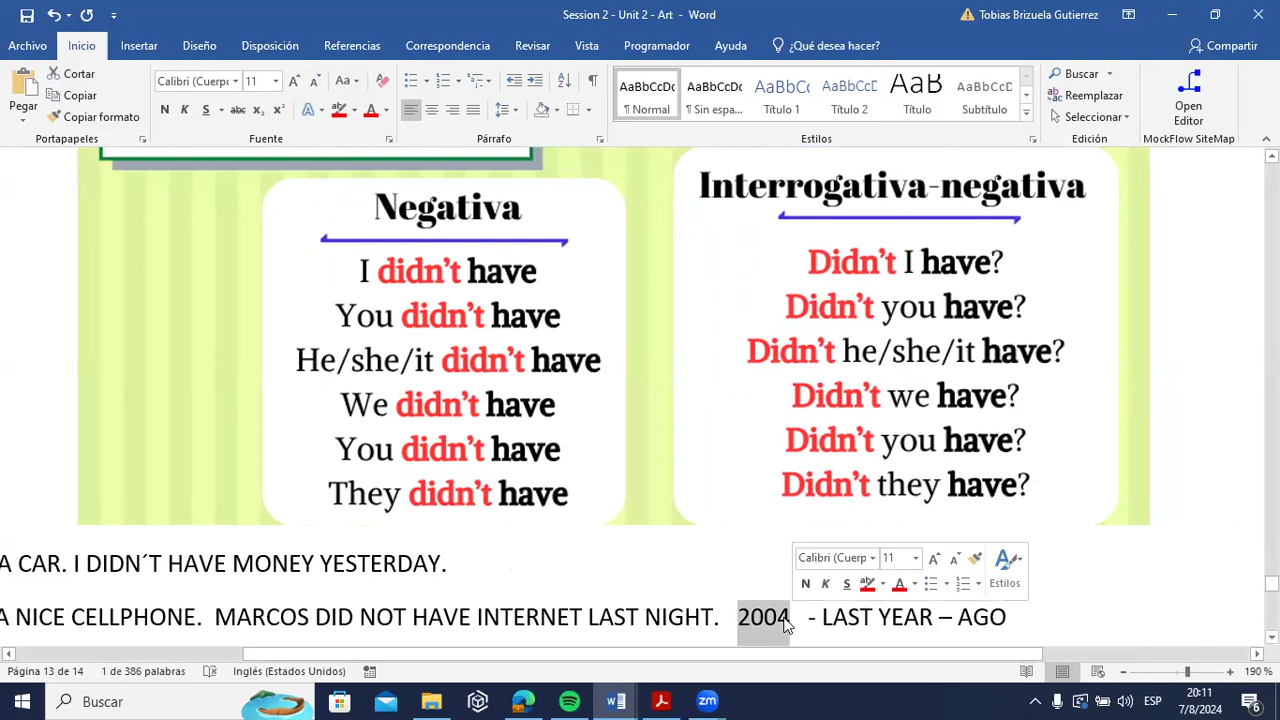 Session 2 - Unit 2 - Art - Word
Tobias Brizuela Gutierrez
Archivo Inicio Insertar Diseño Disposición Referencias Correspondencia Revisar Vista Programador Ayuda ¿Qué desea hacer? Compartir
Pegar
Cortar
Copiar
Copiar formato
Portapapeles
Calibri (Cuerpo 11
N K S abc x₂ x²
Fuente
Párrafo
AaBbCcDc AaBbCcDc AaBbCc AaBbCcD AaB AaBbCcD
¶ Normal ¶ Sin espa... Título 1 Título 2 Título Subtítulo
Estilos
Buscar
Reemplazar
Seleccionar
Edición
Open Editor
MockFlow SiteMap
Negativa
I didn't have
You didn't have
He/she/it didn't have
We didn't have
You didn't have
They didn't have
Interrogativa-negativa
Didn't I have?
Didn't you have?
Didn't he/she/it have?
Didn't we have?
Didn't you have?
Didn't they have?
A CAR. I DIDN´T HAVE MONEY YESTERDAY.
Calibri (Cuerp 11
N K S
Estilos
A NICE CELLPHONE. MARCOS DID NOT HAVE INTERNET LAST NIGHT. 2004 - LAST YEAR – AGO
Página 13 de 14 1 de 386 palabras Inglés (Estados Unidos) 190 %
Buscar
ESP
20:11
7/8/2024
6